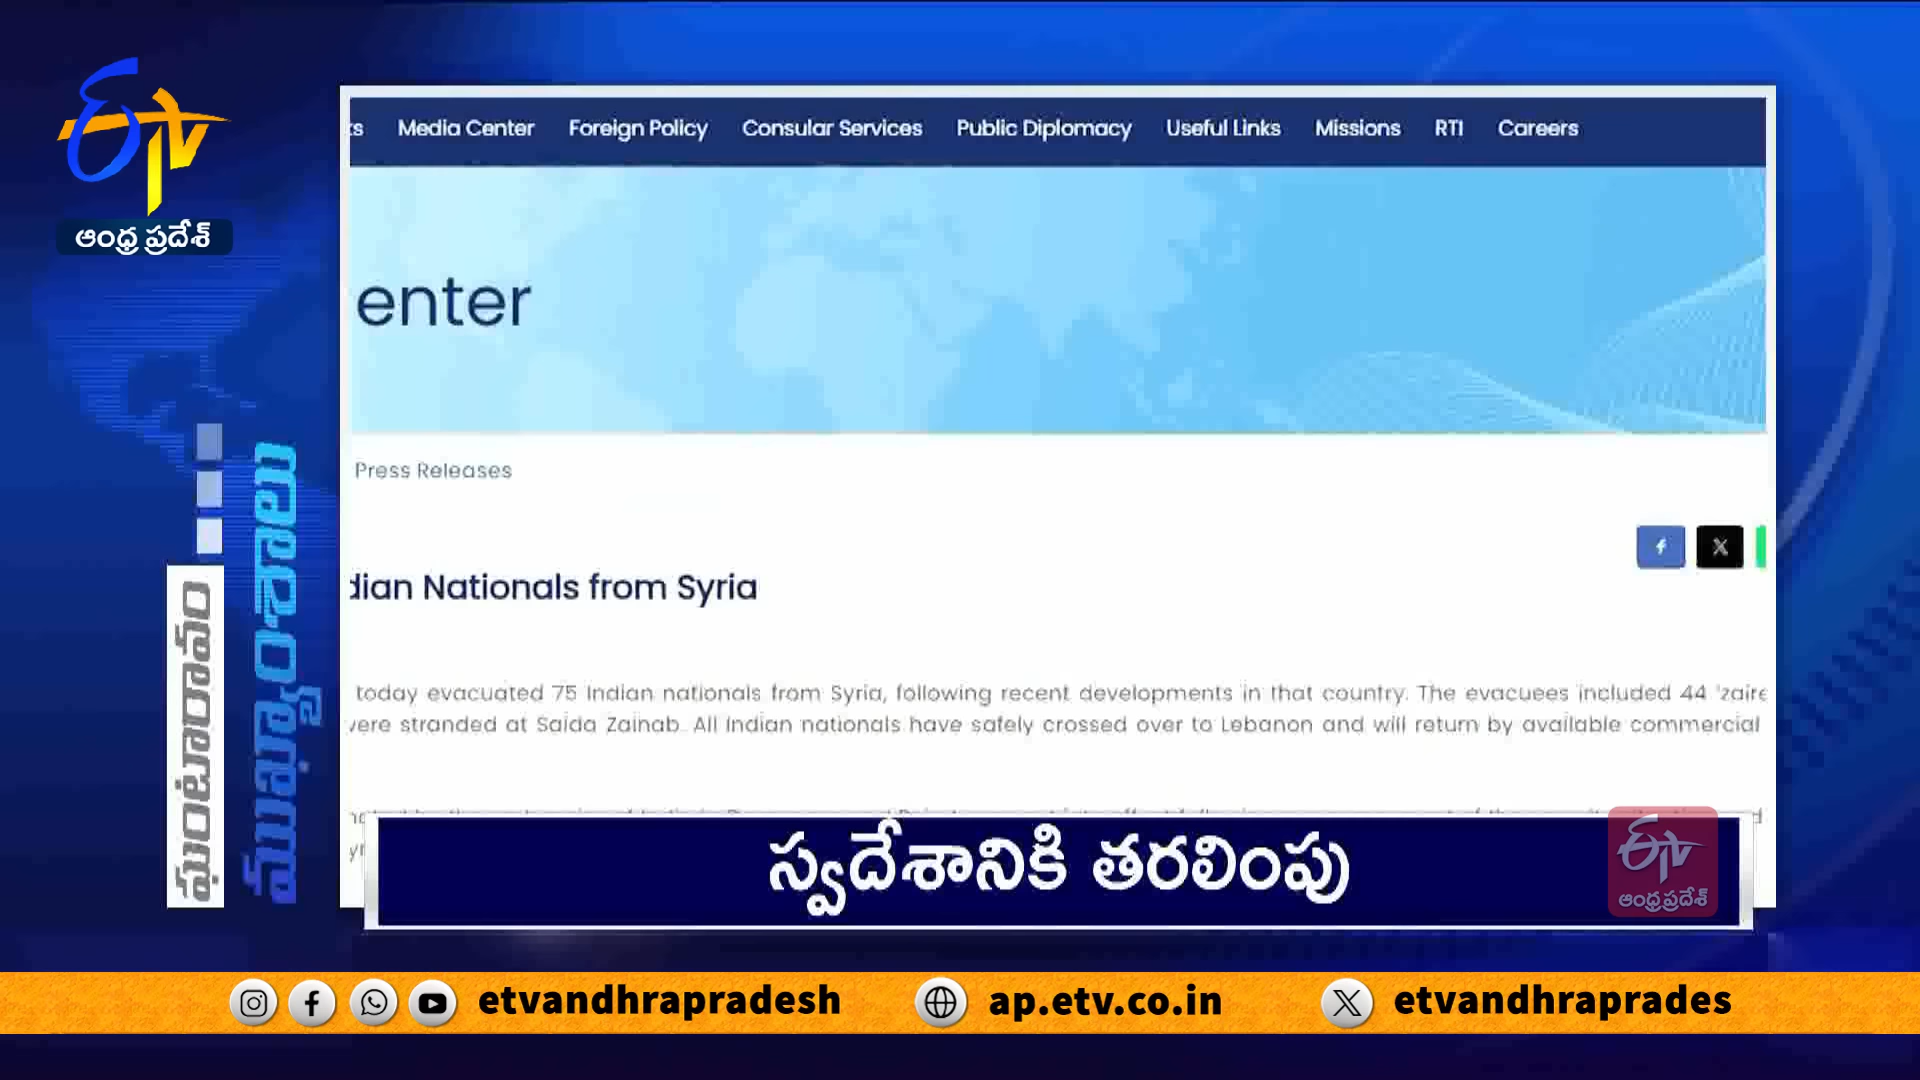 ETV
ఆంధ్ర ప్రదేశ్
Media Center Foreign Policy Consular Services Public Diplomacy Useful Links Missions RTI Careers
enter
Press Releases
dian Nationals from Syria
today evacuated 75 Indian nationals from Syria, following recent developments in that country. The evacuees included 44 'zaire
were stranded at Saida Zainab. All Indian nationals have safely crossed over to Lebanon and will return by available commercial
ఘంటారావం
ముఖ్యాంశాలు
స్వదేశానికి తరలింపు
ETV
ఆంధ్రప్రదేశ్
etvandhrapradesh ap.etv.co.in etvandhraprades